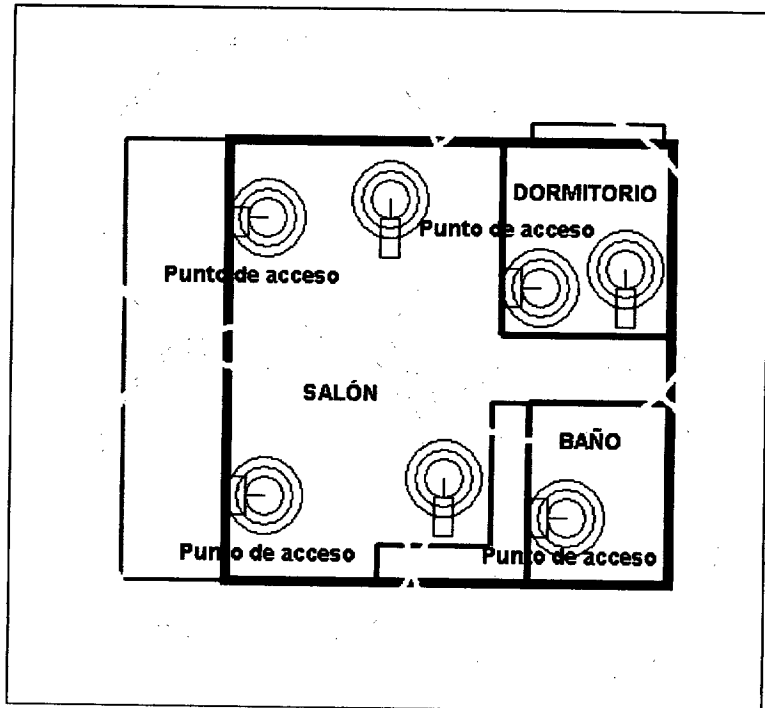 DORMITORIO
Punto de acceso
Punto de acceso
SALÓN
BAÑO
Punto de acceso
Punto de acceso